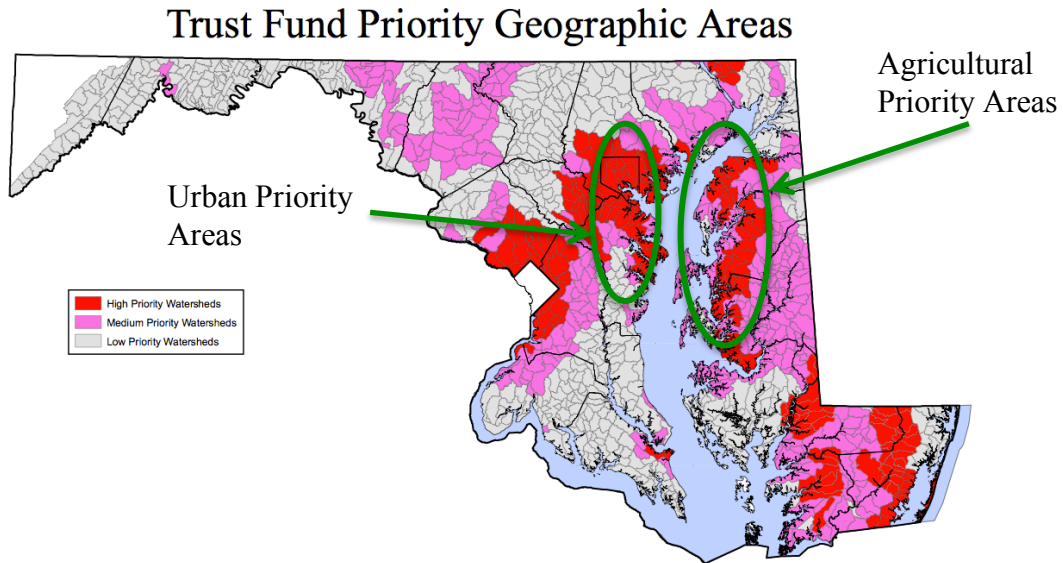 Trust Fund Priority Geographic Areas
Agricultural
Priority Areas
Urban Priority
Areas
High Priority Watersheds
Medium Priority Watersheds
Low Priority Watersheds